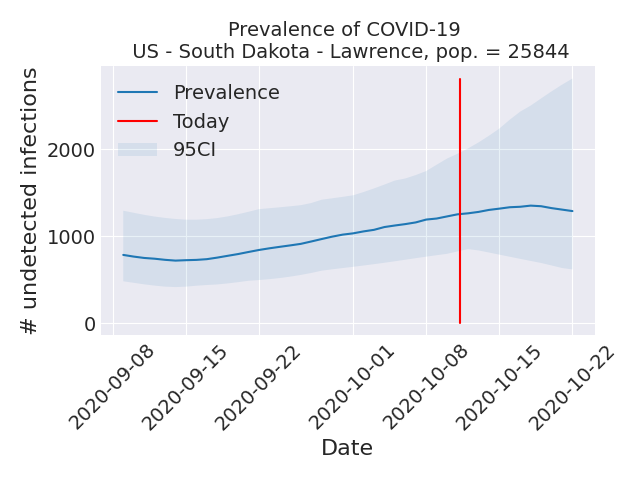 Prevalence of COVID-19
US - South Dakota - Lawrence, pop. = 25844
# undetected infections
2000
1000
0
Prevalence
Today
95CI
2020-09-08
2020-09-15
2020-09-22
2020-10-01
2020-10-08
2020-10-15
2020-10-22
Date